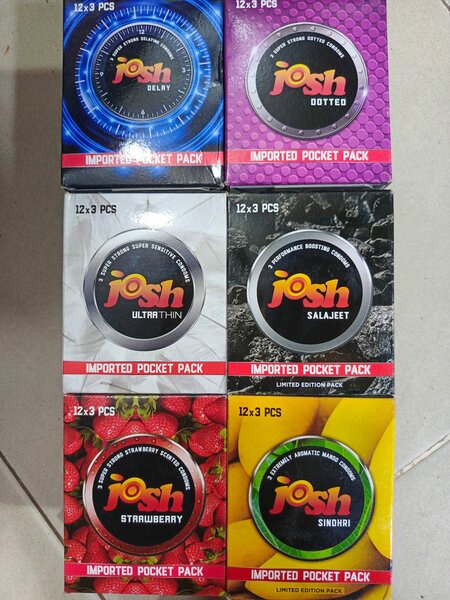 12x3 PCS
3 SUPER STRONG DELAYING CONDOMS
12
josh
DELAY
6
IMPORTED POCKET PACK
12x3 PCS
3 SUPER STRONG DOTTED CONDOMS
josh
DOTTED
IMPORTED POCKET PACK
12x3 PCS
3 SUPER STRONG SUPER SENSITIVE CONDOMS
josh
ULTRATHIN
IMPORTED POCKET PACK
12x3 PCS
3 PERFORMANCE BOOSTING CONDOMS
josh
SALAJEET
IMPORTED POCKET PACK
LIMITED EDITION PACK
12x3 PCS
3 SUPER STRONG STRAWBERRY SCENTED CONDOMS
josh
STRAWBERRY
IMPORTED POCKET PACK
12x3 PCS
3 EXTREMELY AROMATIC MANGO CONDOMS
josh
SINDHRI
IMPORTED POCKET PACK
LIMITED EDITION PACK